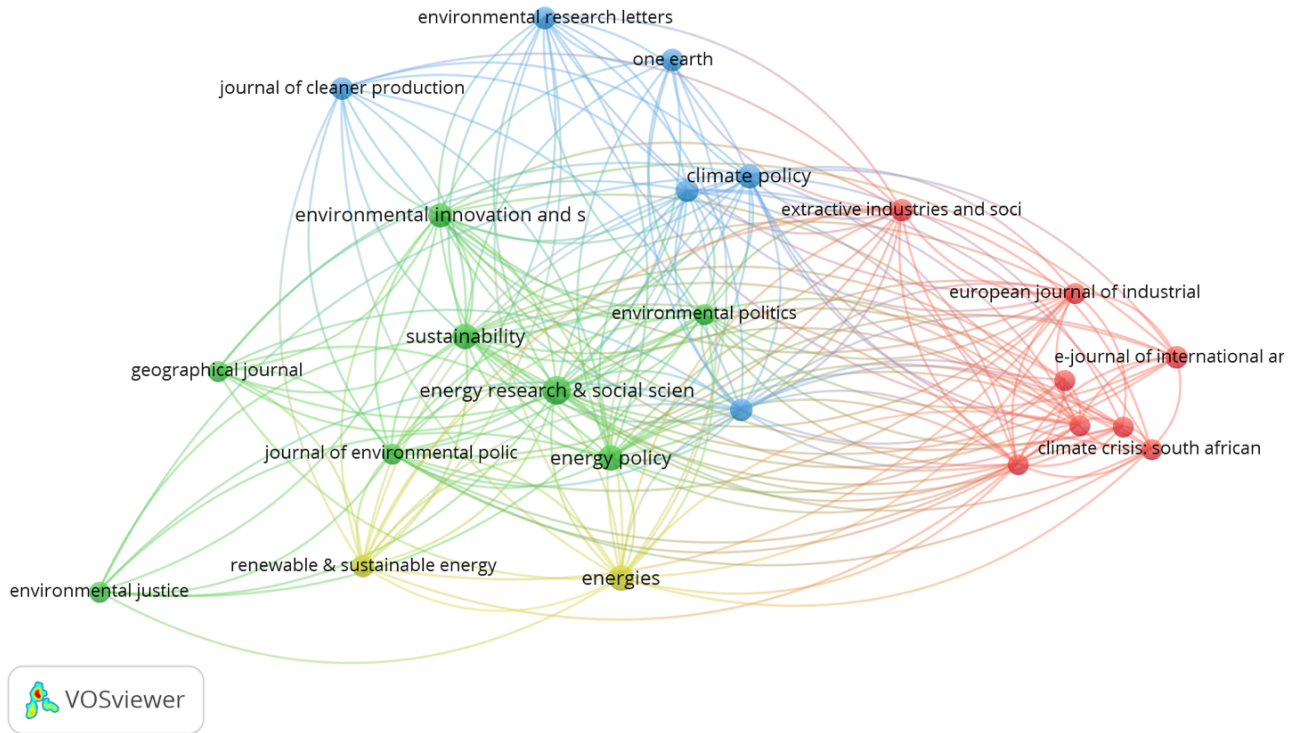 environmental research letters
one earth
journal of cleaner production
climate policy
extractive industries and soci
environmental innovation and s
european journal of industrial
environmental politics
sustainability
e-journal of international ar
geographical journal
energy research & social scien
climate crisis: south african
journal of environmental polic
energy policy
renewable & sustainable energy
energies
environmental justice
VOSviewer